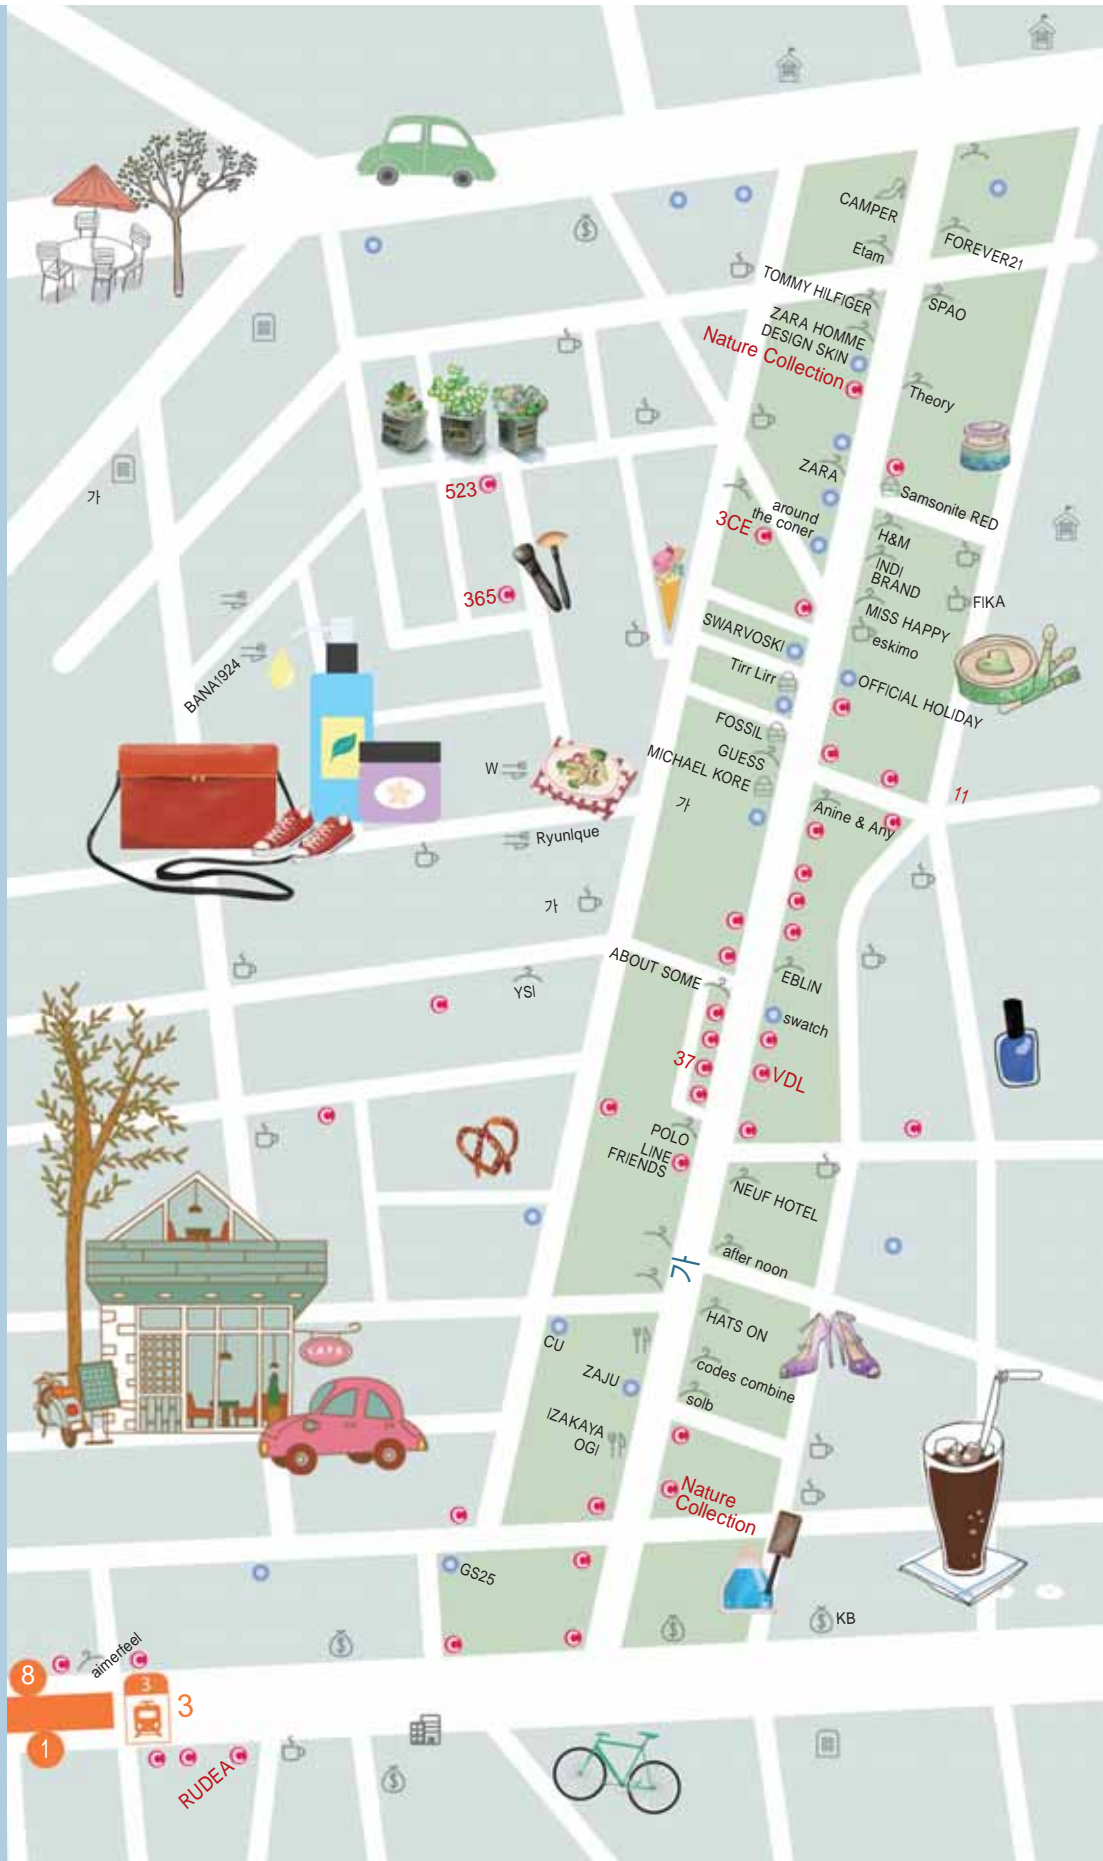 CAMPER
Etam
FOREVER21
TOMMY HILFIGER
SPAO
ZARA HOMME
DESIGN SKIN
Nature Collection
Theory
ZARA
가
523
Samsonite RED
around
the coner
3CE
H&M
INDI
BRAND
365
FIKA
MISS HAPPY
SWARVOSKI
eskimo
BANA1924
Tirr Lirr
OFFICIAL HOLIDAY
FOSSIL
GUESS
MICHAEL KORE
W
가
11
Anine & Any
RyunIque
가
ABOUT SOME
EBLIN
YSI
swatch
37
VDL
POLO
LINE
FRIENDS
NEUF HOTEL
가
after noon
HATS ON
CU
CAFE
ZAJU
codes combine
solb
IZAKAYA
OGI
Nature
Collection
GS25
KB
aimerfeel
8
3
3
1
RUDEA